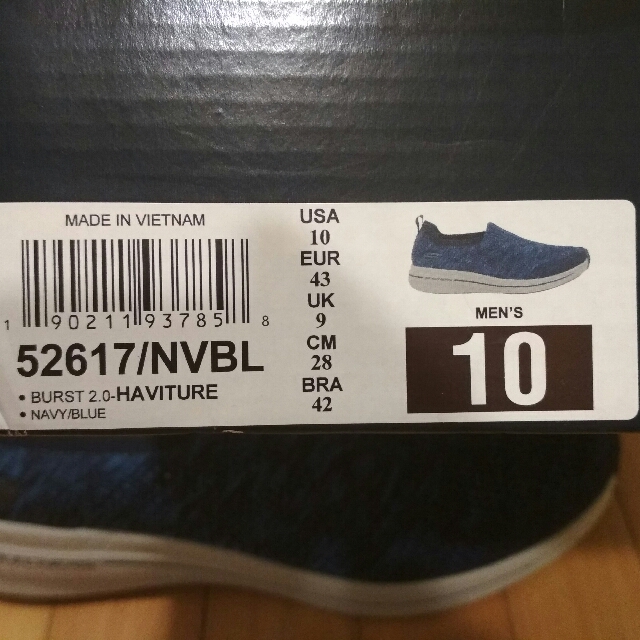 MADE IN VIETNAM
1 90211 93785 8
52617/NVBL
• BURST 2.0-HAVITURE
• NAVY/BLUE
USA
10
EUR
43
UK
9
CM
28
BRA
42
MEN'S
10